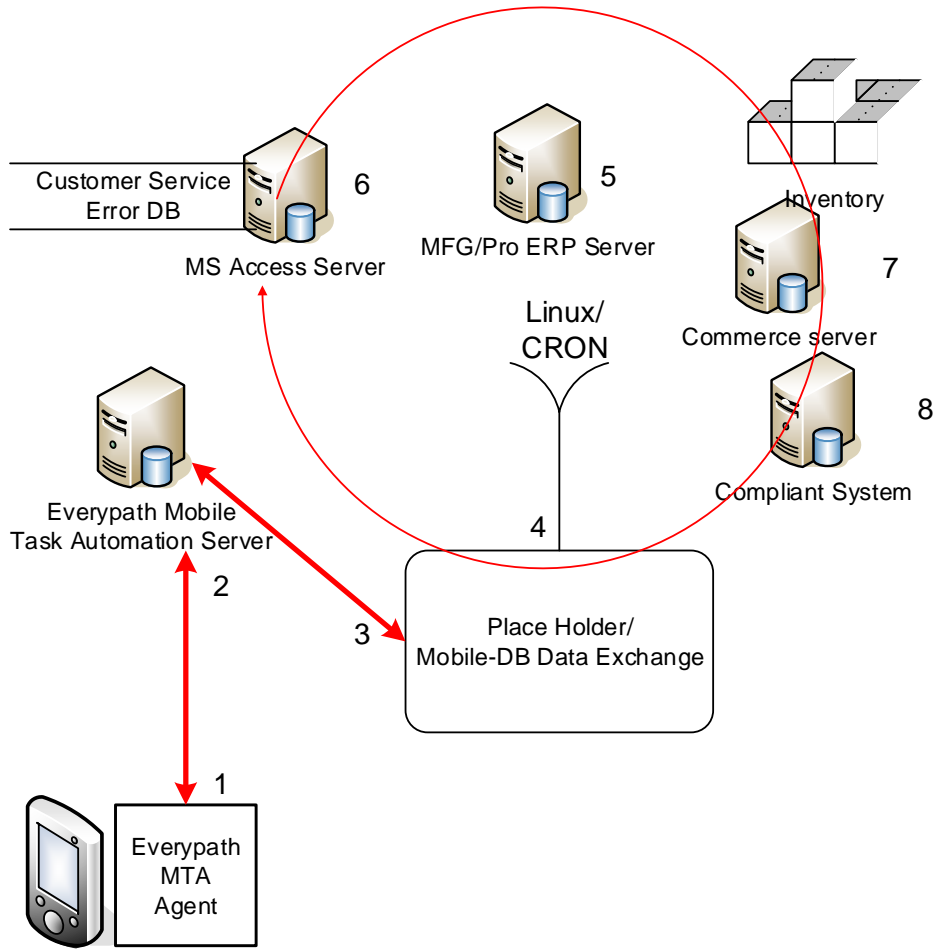 Customer Service
Error DB
6
MS Access Server
5
MFG/Pro ERP Server
Inventory
7
Commerce server
8
Compliant System
Linux/
CRON
4
Everypath Mobile
Task Automation Server
2
3
Place Holder/
Mobile-DB Data Exchange
1
Everypath
MTA
Agent